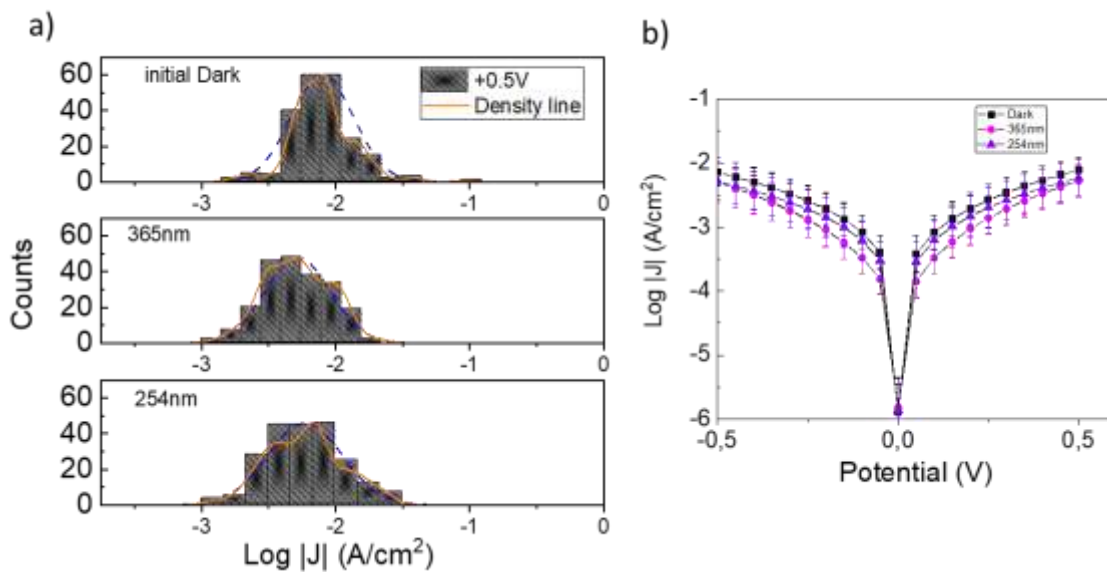 a)
60
40
20
0
initial Dark
+0.5V
Density line
-3 -2 -1 0
365nm
60
40
20
0
-3 -2 -1 0
254nm
60
40
20
0
-3 -2 -1 0
Counts
Log |J| (A/cm²)
b)
-1
-2
-3
-4
-5
-6
Dark
365nm
254nm
Log |J| (A/cm²)
-0,5 0,0 0,5
Potential (V)